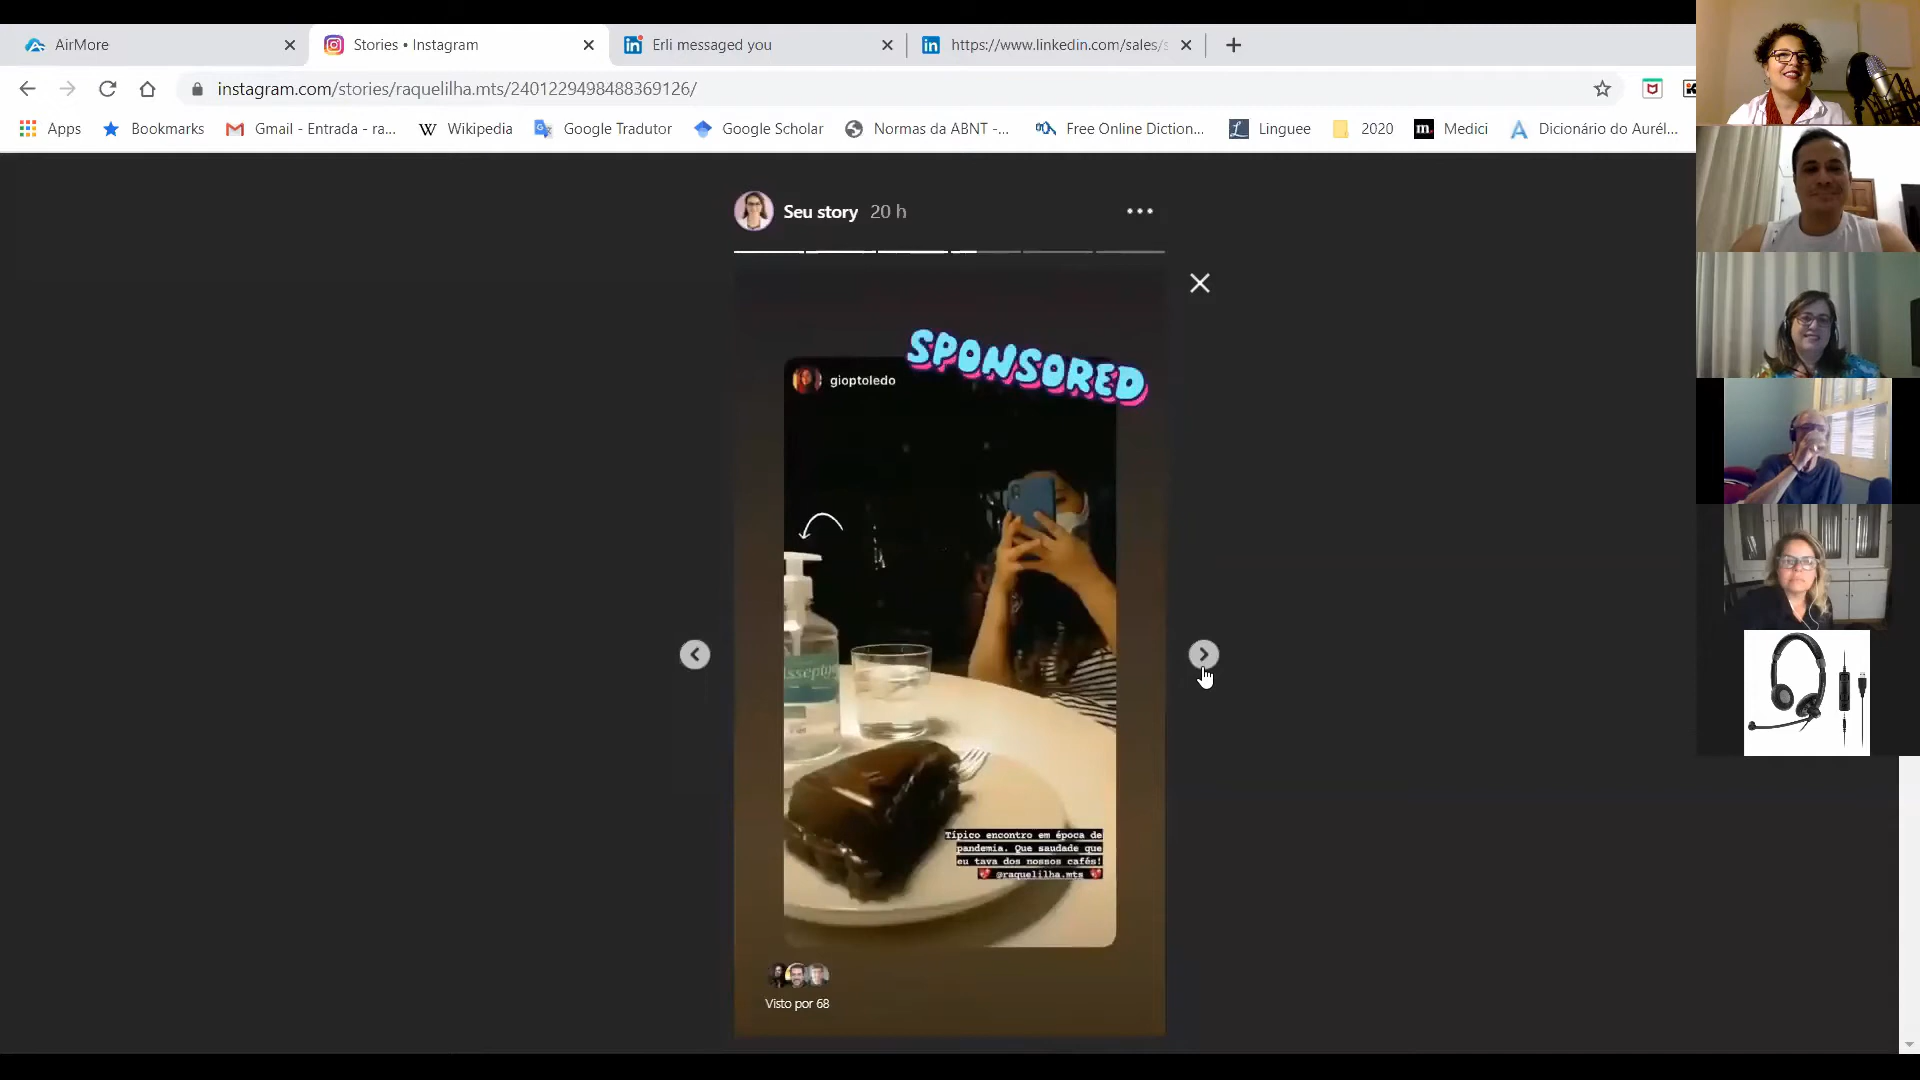 AirMore
Stories • Instagram
Erli messaged you
https://www.linkedin.com/sales/s
instagram.com/stories/raquelilha.mts/2401229498488369126/
Apps
Bookmarks
Gmail - Entrada - ra...
Wikipedia
Google Tradutor
Google Scholar
Normas da ABNT -...
Free Online Diction...
Linguee
2020
Medici
Dicionário do Aurél...
Seu story 20 h
SPONSORED
gioptoledo
Típico encontro em época de
pandemia. Que saudade que
eu tava dos nossos cafés!
@raquelilha.mts
Visto por 68